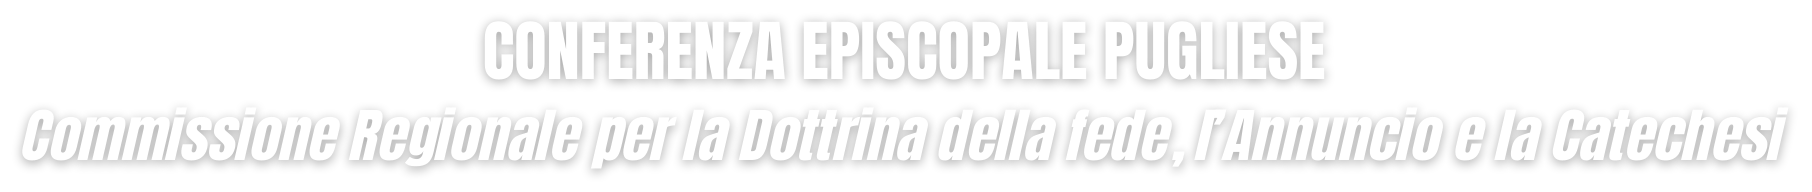 CONFERENZA EPISCOPALE PUGLIESE
Commissione Regionale per la Dottrina della fede, l’Annuncio e la Catechesi